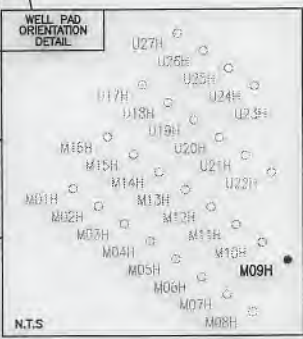 WELL PAD
ORIENTATION
DETAIL
U27H
U26H
U25H
U24H
U23H
U17H
U18H
U19H
U20H
U21H
U22H
M16H
M15H
M14H
M13H
M12H
M11H
M10H
M09H
M01H
M02H
M03H
M04H
M05H
M06H
M07H
M08H
N.T.S